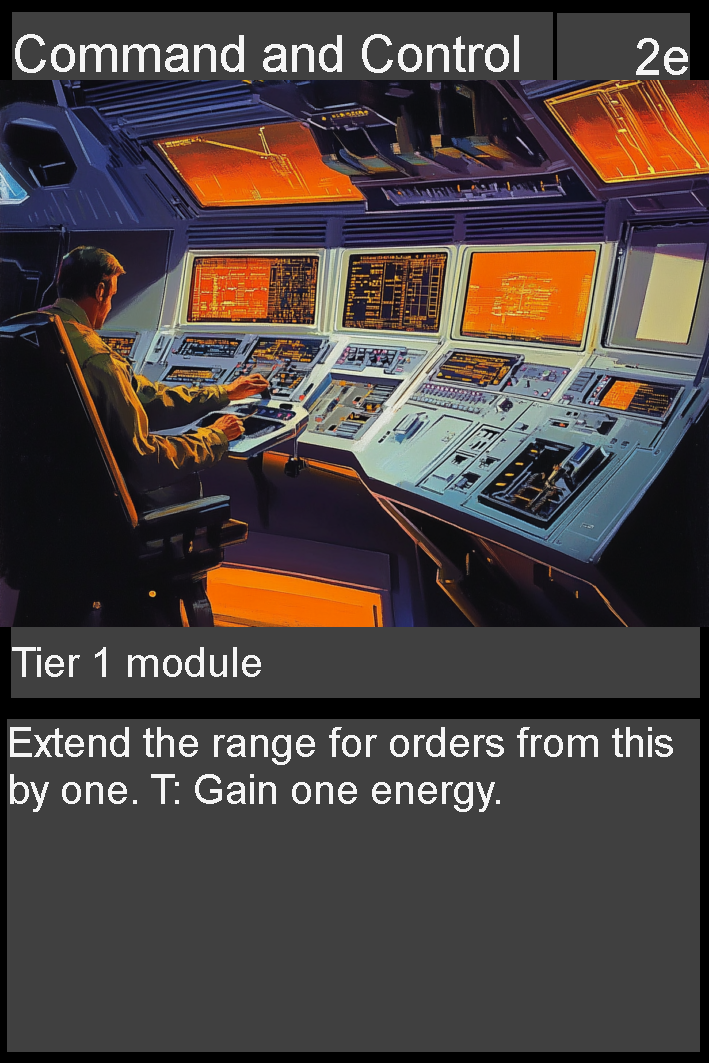 Command and Control 2e
Tier 1 module
Extend the range for orders from this
by one. T: Gain one energy.